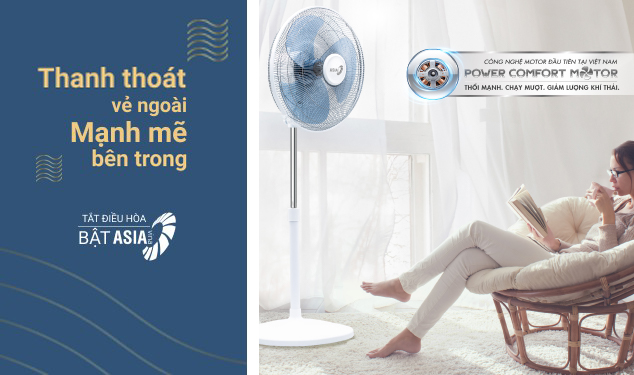 Thanh thoát
vẻ ngoài
Mạnh mẽ
bên trong
TẮT ĐIỀU HÒA
BẬT ASIA
CÔNG NGHỆ MOTOR ĐẦU TIÊN TẠI VIỆT NAM
POWER COMFORT MOTOR
THỔI MẠNH. CHẠY MƯỢT. GIẢM LƯỢNG KHÍ THẢI.